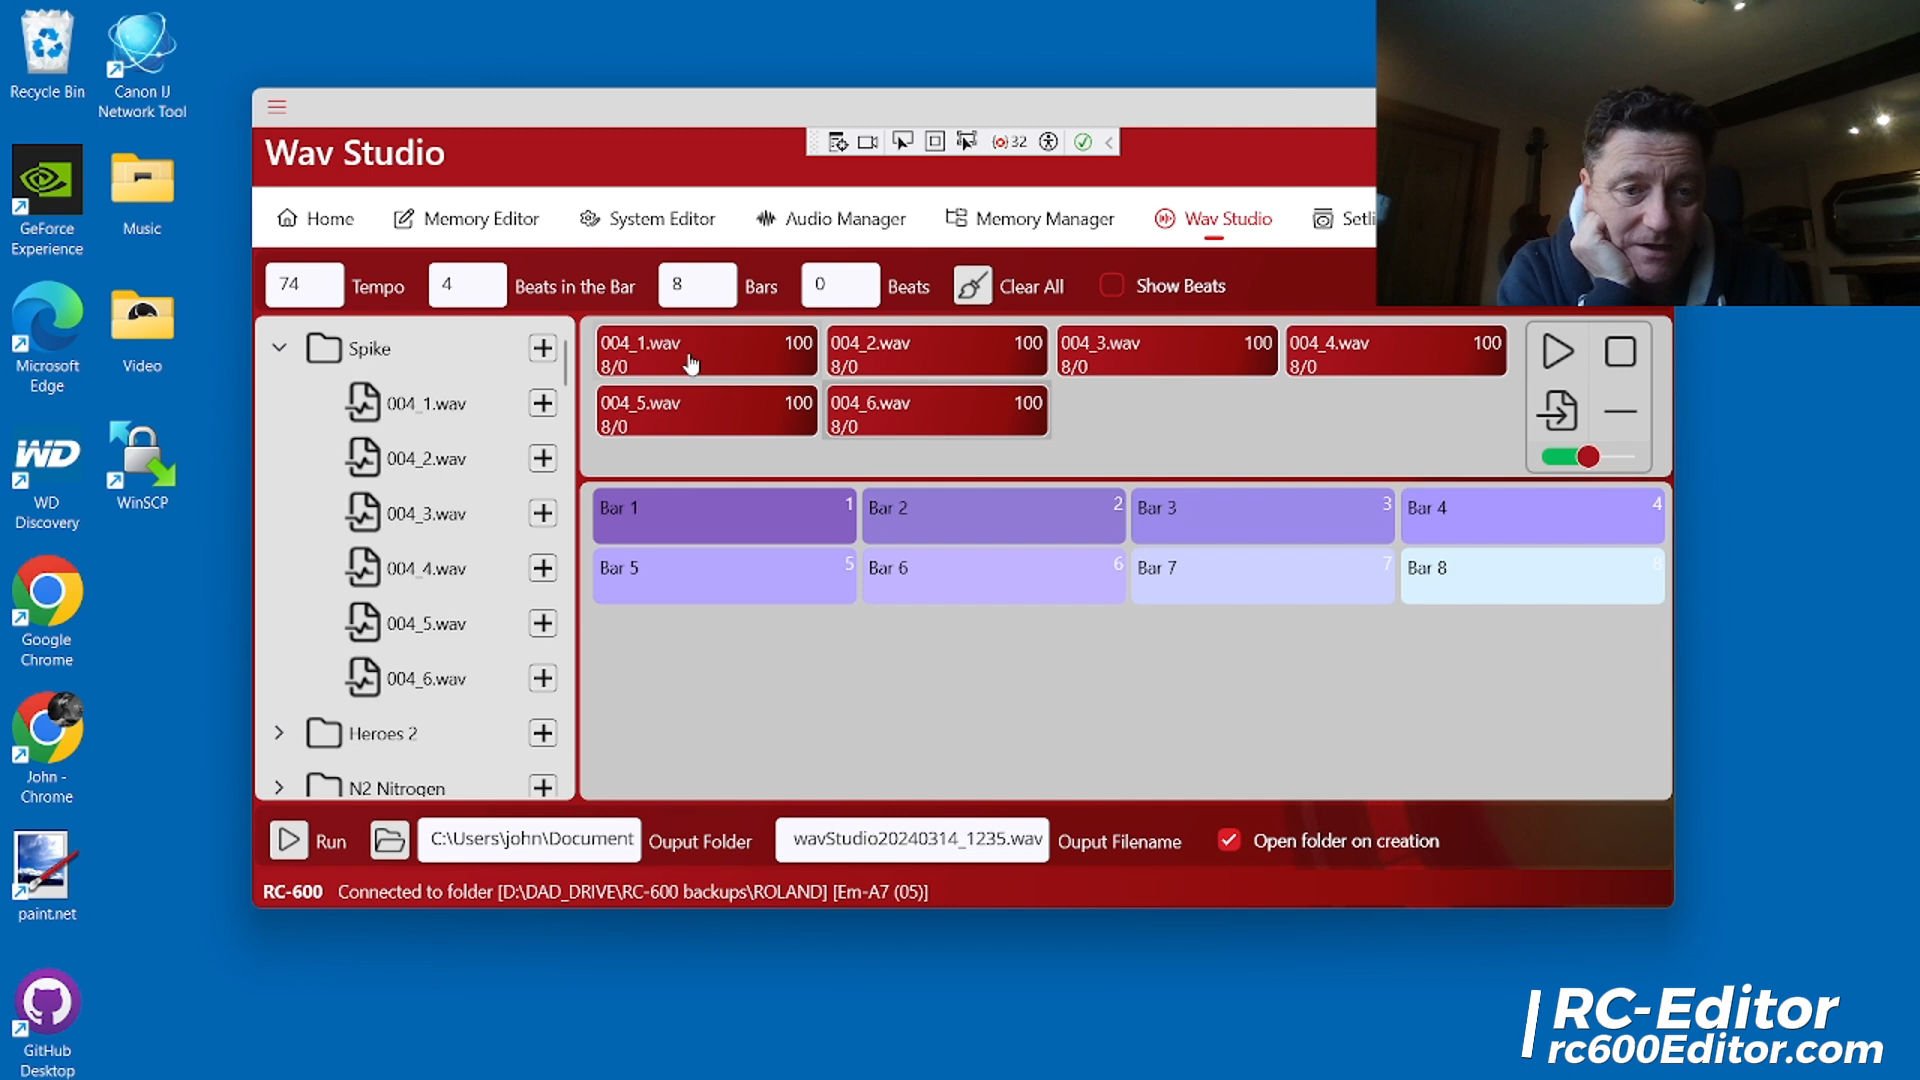 Recycle Bin
Canon IJ
Network Tool
GeForce
Experience
Music
Microsoft
Edge
Video
WD
WD
Discovery
WinSCP
Google
Chrome
John -
Chrome
paint.net
GitHub
Desktop
Wav Studio
32
Home
Memory Editor
System Editor
Audio Manager
Memory Manager
Wav Studio
Setli
74 Tempo
4 Beats in the Bar
8 Bars
0 Beats
Clear All
Show Beats
Spike
004_1.wav
004_2.wav
004_3.wav
004_4.wav
004_5.wav
004_6.wav
Heroes 2
N2 Nitrogen
004_1.wav 100
8/0
004_2.wav 100
8/0
004_3.wav 100
8/0
004_4.wav 100
8/0
004_5.wav 100
8/0
004_6.wav 100
8/0
Bar 1 1
Bar 2 2
Bar 3 3
Bar 4 4
Bar 5 5
Bar 6 6
Bar 7 7
Bar 8 8
Run
C:\Users\john\Document
Ouput Folder
wavStudio20240314_1235.wav
Ouput Filename
Open folder on creation
RC-600 Connected to folder [D:\DAD_DRIVE\RC-600 backups\ROLAND] [Em-A7 (05)]
RC-Editor
rc600Editor.com